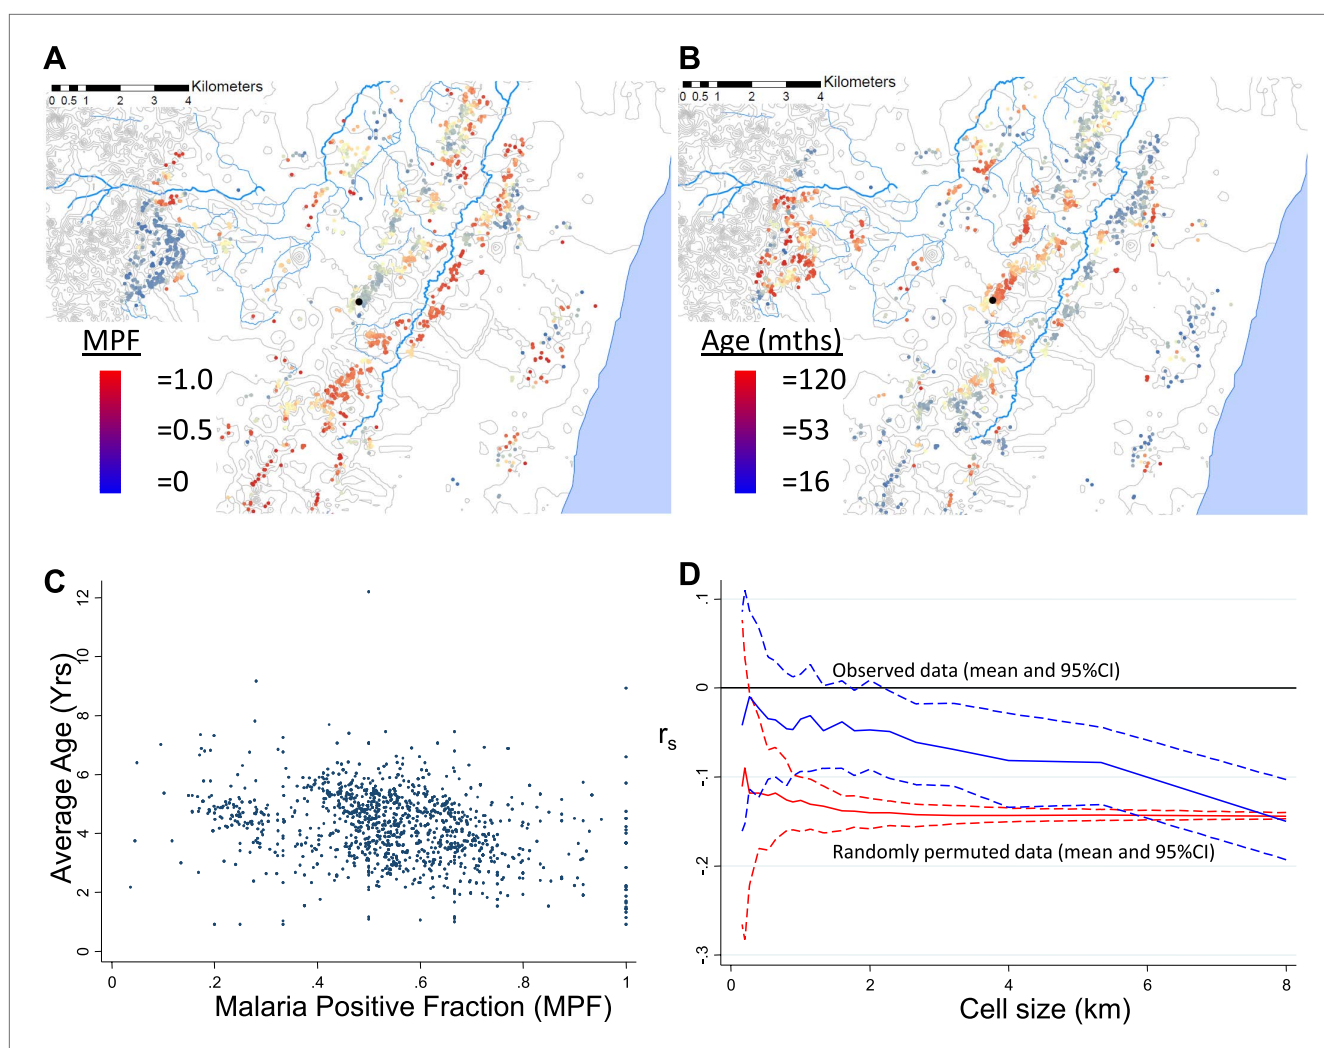 A
Kilometers
0 0.5 1 2 3 4
MPF
=1.0
=0.5
=0
B
Kilometers
0 0.5 1 2 3 4
Age (mths)
=120
=53
=16
C
Average Age (Yrs)
12
10
8
6
4
2
0
0 .2 .4 .6 .8 1
Malaria Positive Fraction (MPF)
D
rs
.1
0
-.1
-.2
-.3
Observed data (mean and 95%CI)
Randomly permuted data (mean and 95%CI)
0 2 4 6 8
Cell size (km)